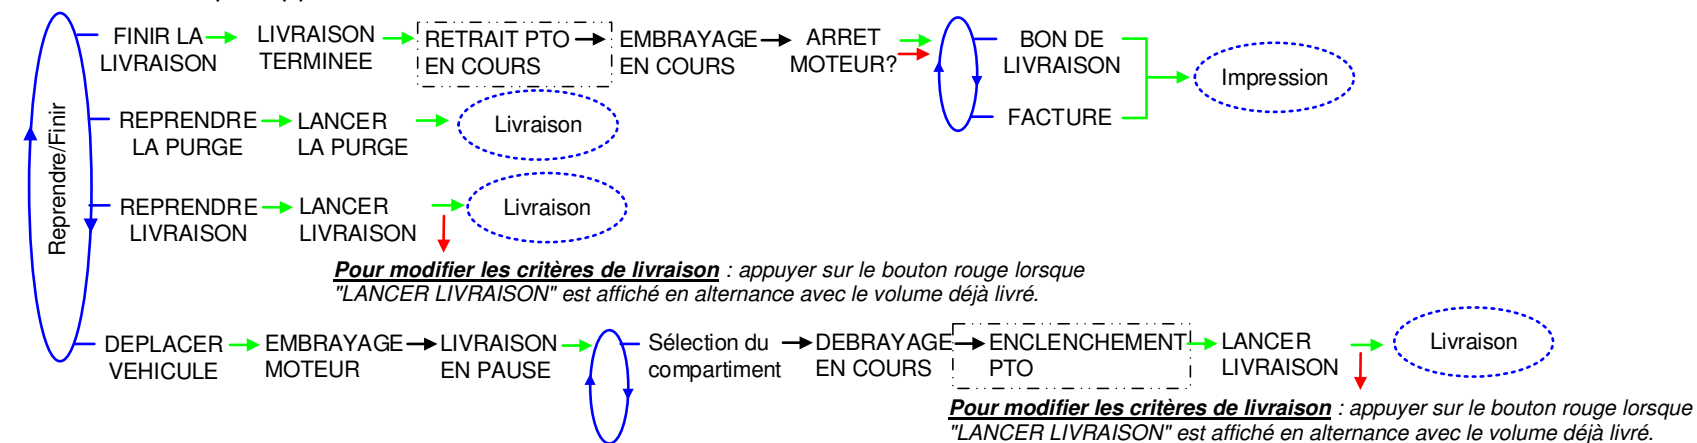 FINIR LA
LIVRAISON
LIVRAISON
TERMINEE
RETRAIT PTO
EN COURS
EMBRAYAGE
EN COURS
ARRET
MOTEUR?
BON DE
LIVRAISON
FACTURE
Impression
Reprendre/Finir
REPRENDRE
LA PURGE
LANCER
LA PURGE
Livraison
REPRENDRE
LIVRAISON
LANCER
LIVRAISON
Livraison
Pour modifier les critères de livraison : appuyer sur le bouton rouge lorsque
"LANCER LIVRAISON" est affiché en alternance avec le volume déjà livré.
DEPLACER
VEHICULE
EMBRAYAGE
MOTEUR
LIVRAISON
EN PAUSE
Sélection du
compartiment
DEBRAYAGE
EN COURS
ENCLENCHEMENT
PTO
LANCER
LIVRAISON
Livraison
Pour modifier les critères de livraison : appuyer sur le bouton rouge lorsque
"LANCER LIVRAISON" est affiché en alternance avec le volume déjà livré.